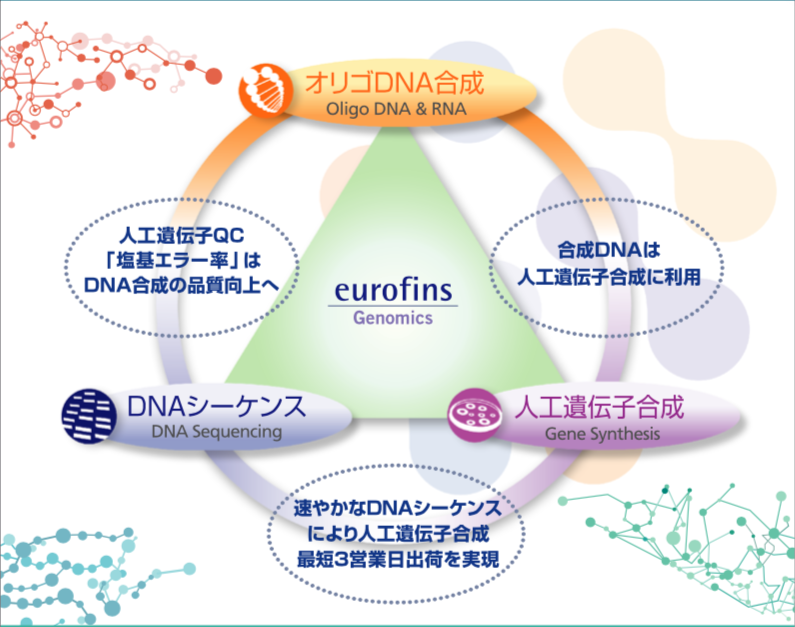 オリゴDNA合成
Oligo DNA & RNA
人工遺伝子QC
「塩基エラー率」は
DNA合成の品質向上へ
合成DNAは
人工遺伝子合成に利用
eurofins
Genomics
DNAシーケンス
DNA Sequencing
人工遺伝子合成
Gene Synthesis
速やかなDNAシーケンス
により人工遺伝子合成
最短3営業日出荷を実現